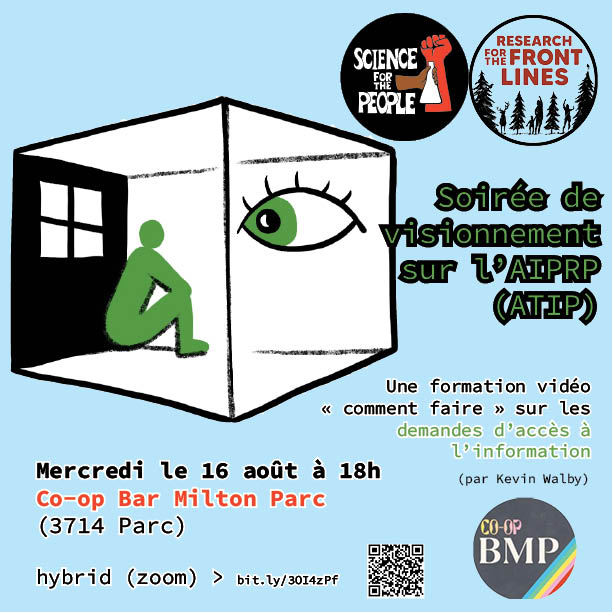 SCIENCE
FOR
THE
PEOPLE
RESEARCH
FOR THE FRONT
LINES
Soirée de
visionnement
sur l'AIPRP
(ATIP)
Une formation vidéo
« comment faire » sur les
demandes d'accès à
l'information
(par Kevin Walby)
Mercredi le 16 août à 18h
Co-op Bar Milton Parc
(3714 Parc)
hybrid (zoom) > bit.ly/3OI4zPf
CO-OP
BMP